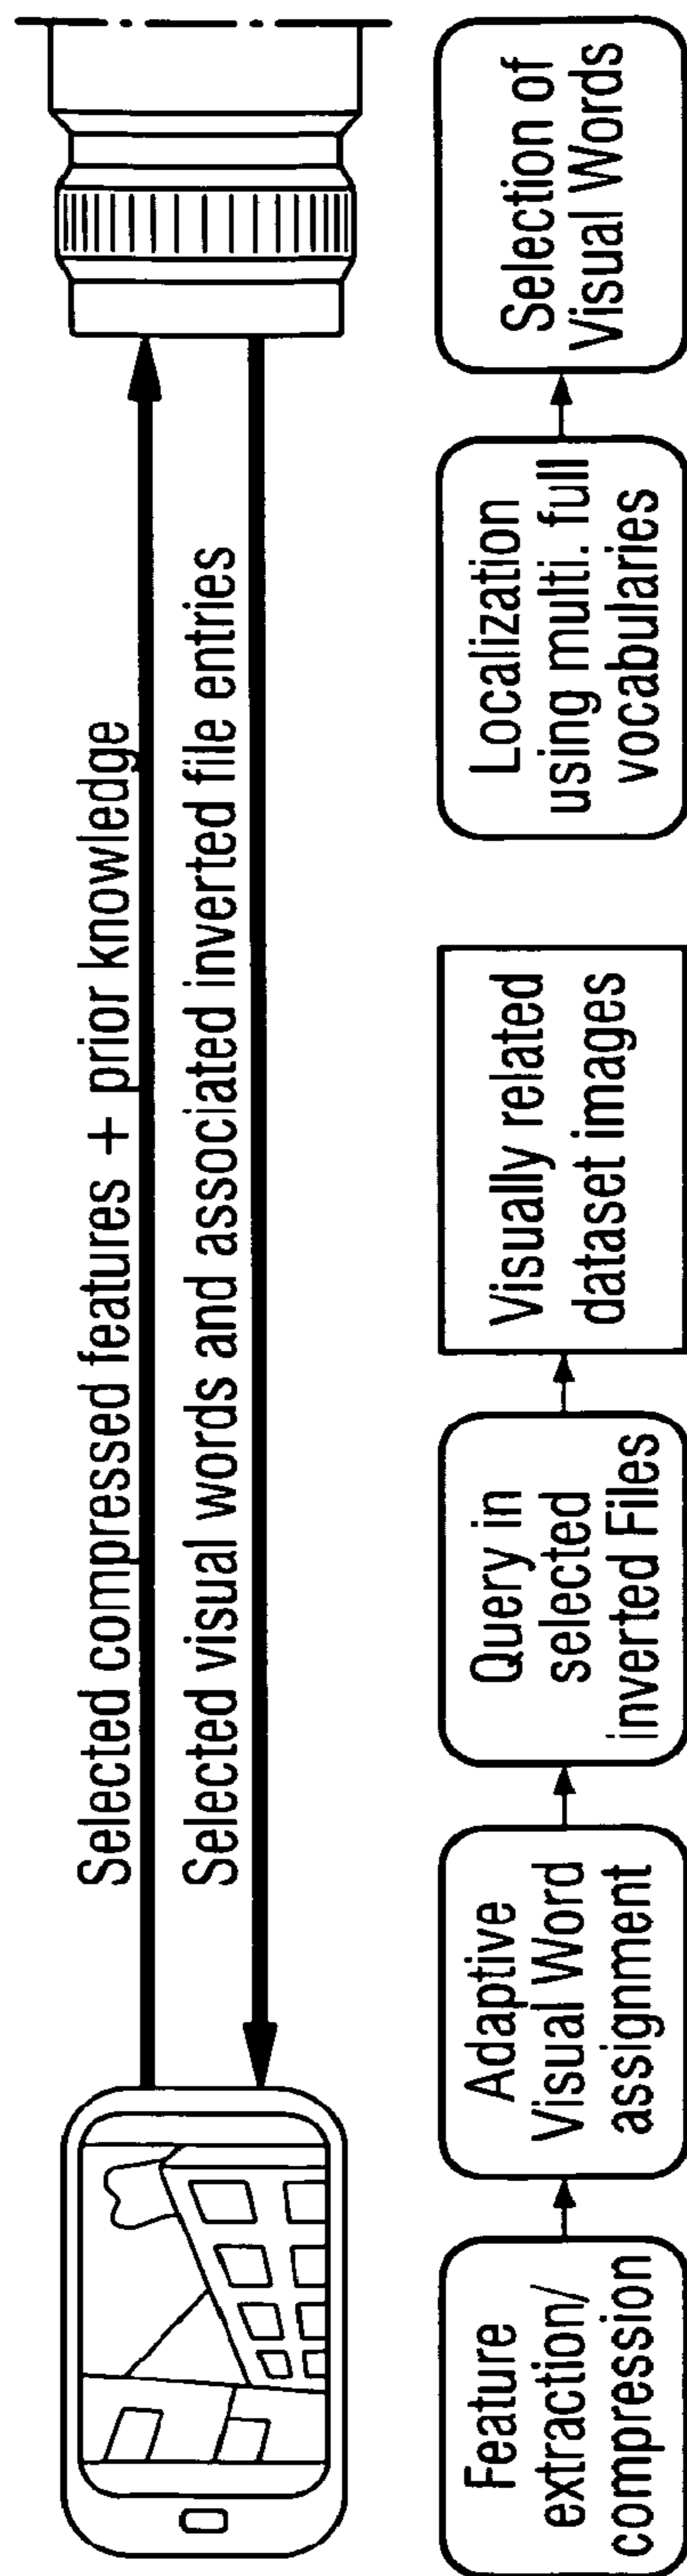 Selected compressed features + prior knowledge
Selected visual words and associated inverted file entries
Feature
extraction/
compression
Adaptive
Visual Word
assignment
Query in
selected
inverted Files
Visually related
dataset images
Localization
using multi. full
vocabularies
Selection of
Visual Words